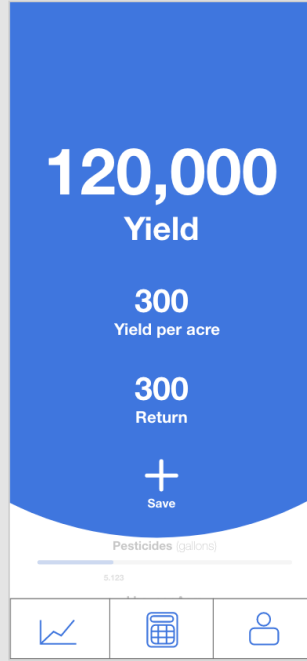 120,000
Yield
300
Yield per acre
300
Return
Save
Pesticides (gallons)
5,123